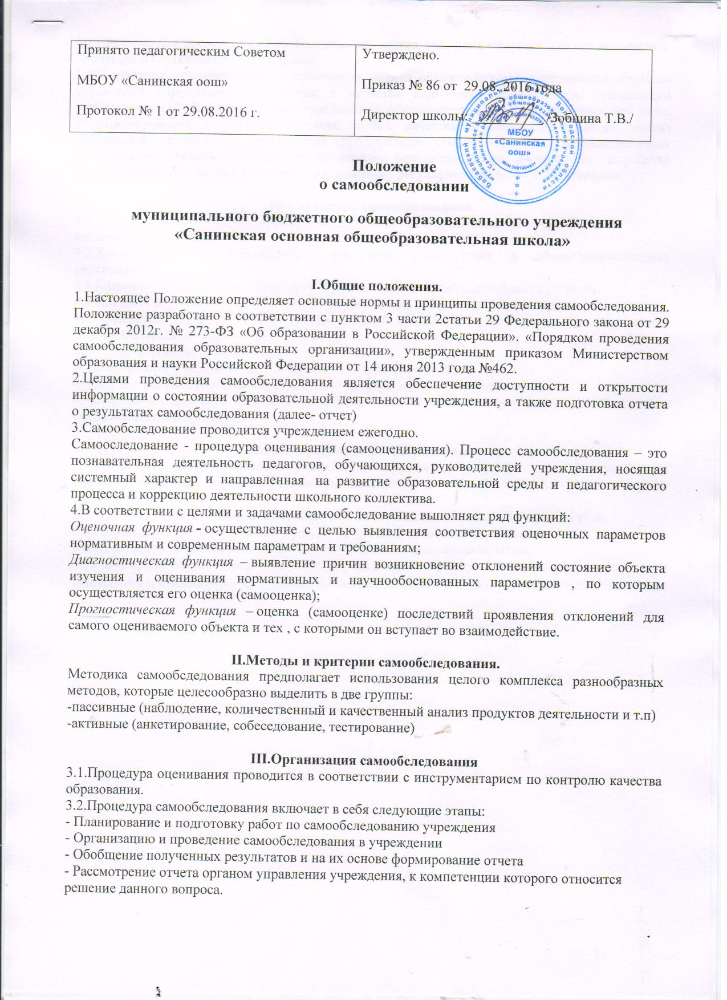 Принято педагогическим Советом
МБОУ «Санинская оош»
Протокол № 1 от 29.08.2016 г.
Утверждено.
Приказ № 86 от 29.08. 2016 года
Директор школы: /Зобнина Т.В./
МБОУ
«Санинская
оош»
Положение
о самообследовании
муниципального бюджетного общеобразовательного учреждения
«Санинская основная общеобразовательная школа»
I.Общие положения.
1.Настоящее Положение определяет основные нормы и принципы проведения самообследования.
Положение разработано в соответствии с пунктом 3 части 2статьи 29 Федерального закона от 29
декабря 2012г. № 273-ФЗ «Об образовании в Российской Федерации». «Порядком проведения
самообследования образовательных организации», утвержденным приказом Министерством
образования и науки Российской Федерации от 14 июня 2013 года №462.
2.Целями проведения самообследования является обеспечение доступности и открытости
информации о состоянии образовательной деятельности учреждения, а также подготовка отчета
о результатах самообследования (далее- отчет)
3.Самообследование проводится учреждением ежегодно.
Самооследование - процедура оценивания (самооценивания). Процесс самообследования – это
познавательная деятельность педагогов, обучающихся, руководителей учреждения, носящая
системный характер и направленная на развитие образовательной среды и педагогического
процесса и коррекцию деятельности школьного коллектива.
4.В соответствии с целями и задачами самообследование выполняет ряд функций:
Оценочная функция - осуществление с целью выявления соответствия оценочных параметров
нормативным и современным параметрам и требованиям;
Диагностическая функция – выявление причин возникновение отклонений состояние объекта
изучения и оценивания нормативных и научнообоснованных параметров , по которым
осуществляется его оценка (самооценка);
Прогностическая функция – оценка (самооценке) последствий проявления отклонений для
самого оцениваемого объекта и тех , с которыми он вступает во взаимодействие.
II.Методы и критерии самообследования.
Методика самообсдедования предполагает использования целого комплекса разнообразных
методов, которые целесообразно выделить в две группы:
-пассивные (наблюдение, количественный и качественный анализ продуктов деятельности и т.п)
-активные (анкетирование, собеседование, тестирование)
III.Организация самообследования
3.1.Процедура оценивания проводится в соответствии с инструментарием по контролю качества
образования.
3.2.Процедура самообследования включает в себя следующие этапы:
- Планирование и подготовку работ по самообследованию учреждения
- Организацию и проведение самообследования в учреждении
- Обобщение полученных результатов и на их основе формирование отчета
- Рассмотрение отчета органом управления учреждения, к компетенции которого относится
решение данного вопроса.